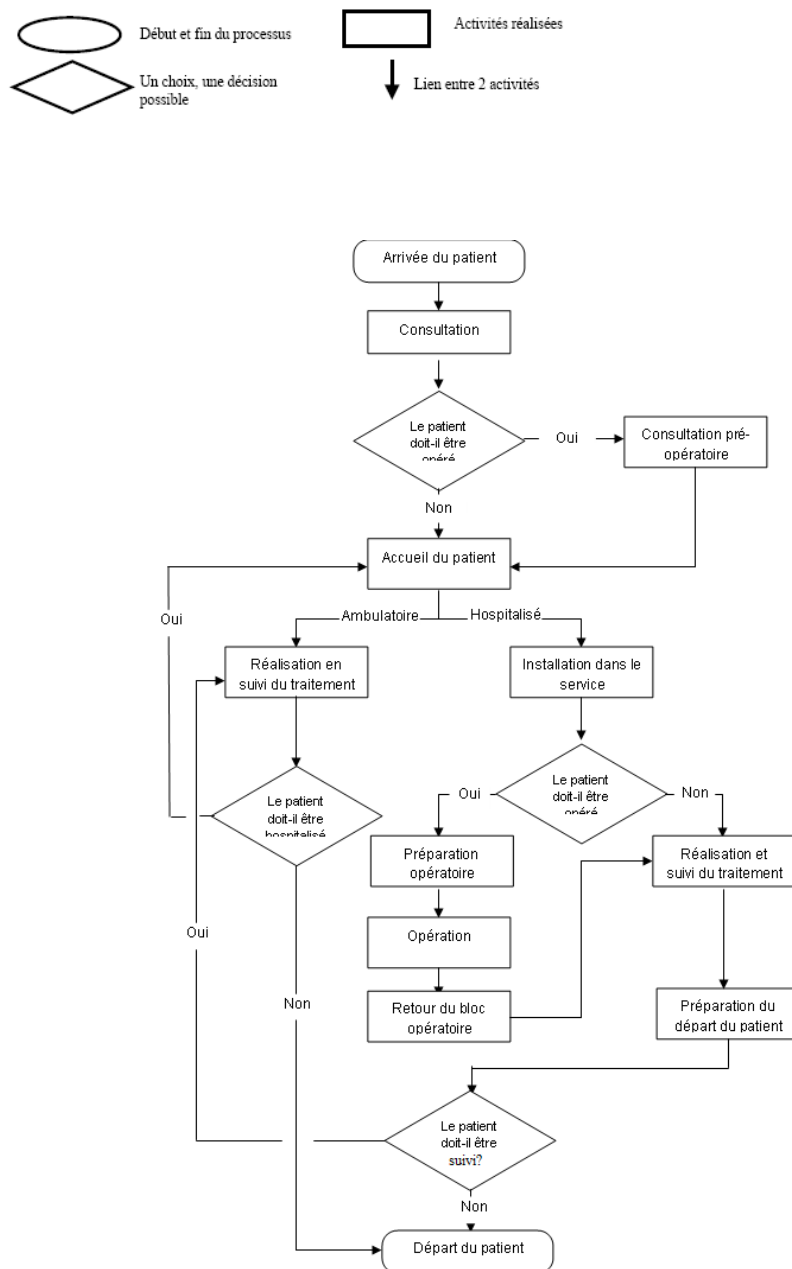 Début et fin du processus
Activités réalisées
Un choix, une décision
possible
Lien entre 2 activités
Arrivée du patient
Consultation
Le patient
doit-il être
opéré
Oui
Consultation pré-
opératoire
Non
Accueil du patient
Oui
Ambulatoire
Hospitalisé
Réalisation en
suivi du traitement
Installation dans le
service
Le patient
doit-il être
hospitalisé
Oui
Le patient
doit-il être
opéré
Non
Préparation
opératoire
Réalisation et
suivi du traitement
Oui
Opération
Non
Retour du bloc
opératoire
Préparation du
départ du patient
Le patient
doit-il être
suivi?
Non
Départ du patient